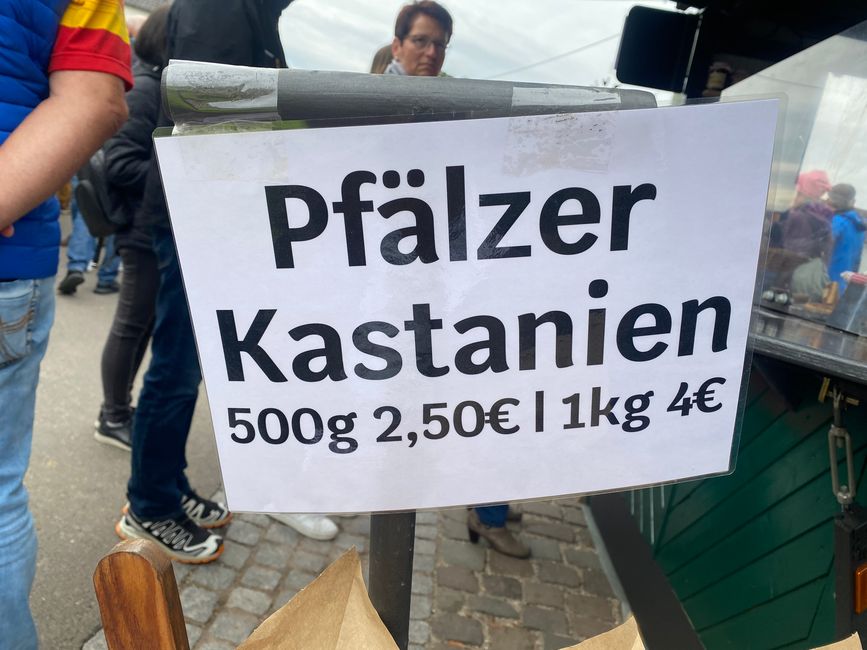 Pfälzer
Kastanien
500g 2,50€ | 1kg 4€